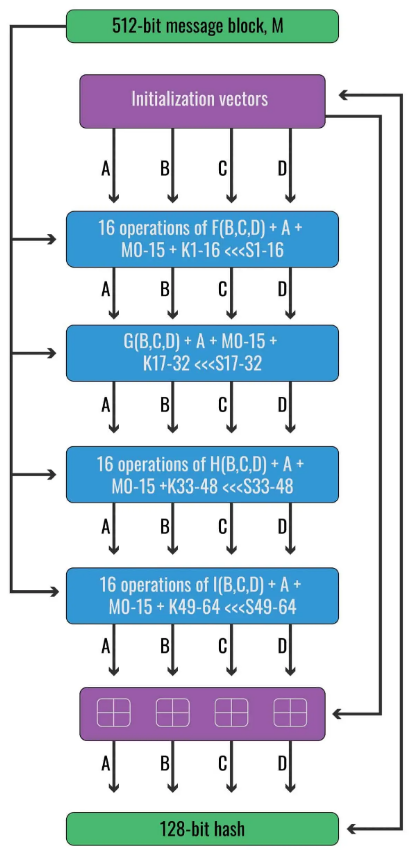 512-bit message block, M
Initialization vectors
A B C D
16 operations of F(B,C,D) + A +
M0-15 + K1-16 <<<S1-16
A B C D
G(B,C,D) + A + M0-15 +
K17-32 <<<S17-32
A B C D
16 operations of H(B,C,D) + A +
M0-15 +K33-48 <<<S33-48
A B C D
16 operations of I(B,C,D) + A +
M0-15 + K49-64 <<<S49-64
A B C D
A B C D
128-bit hash